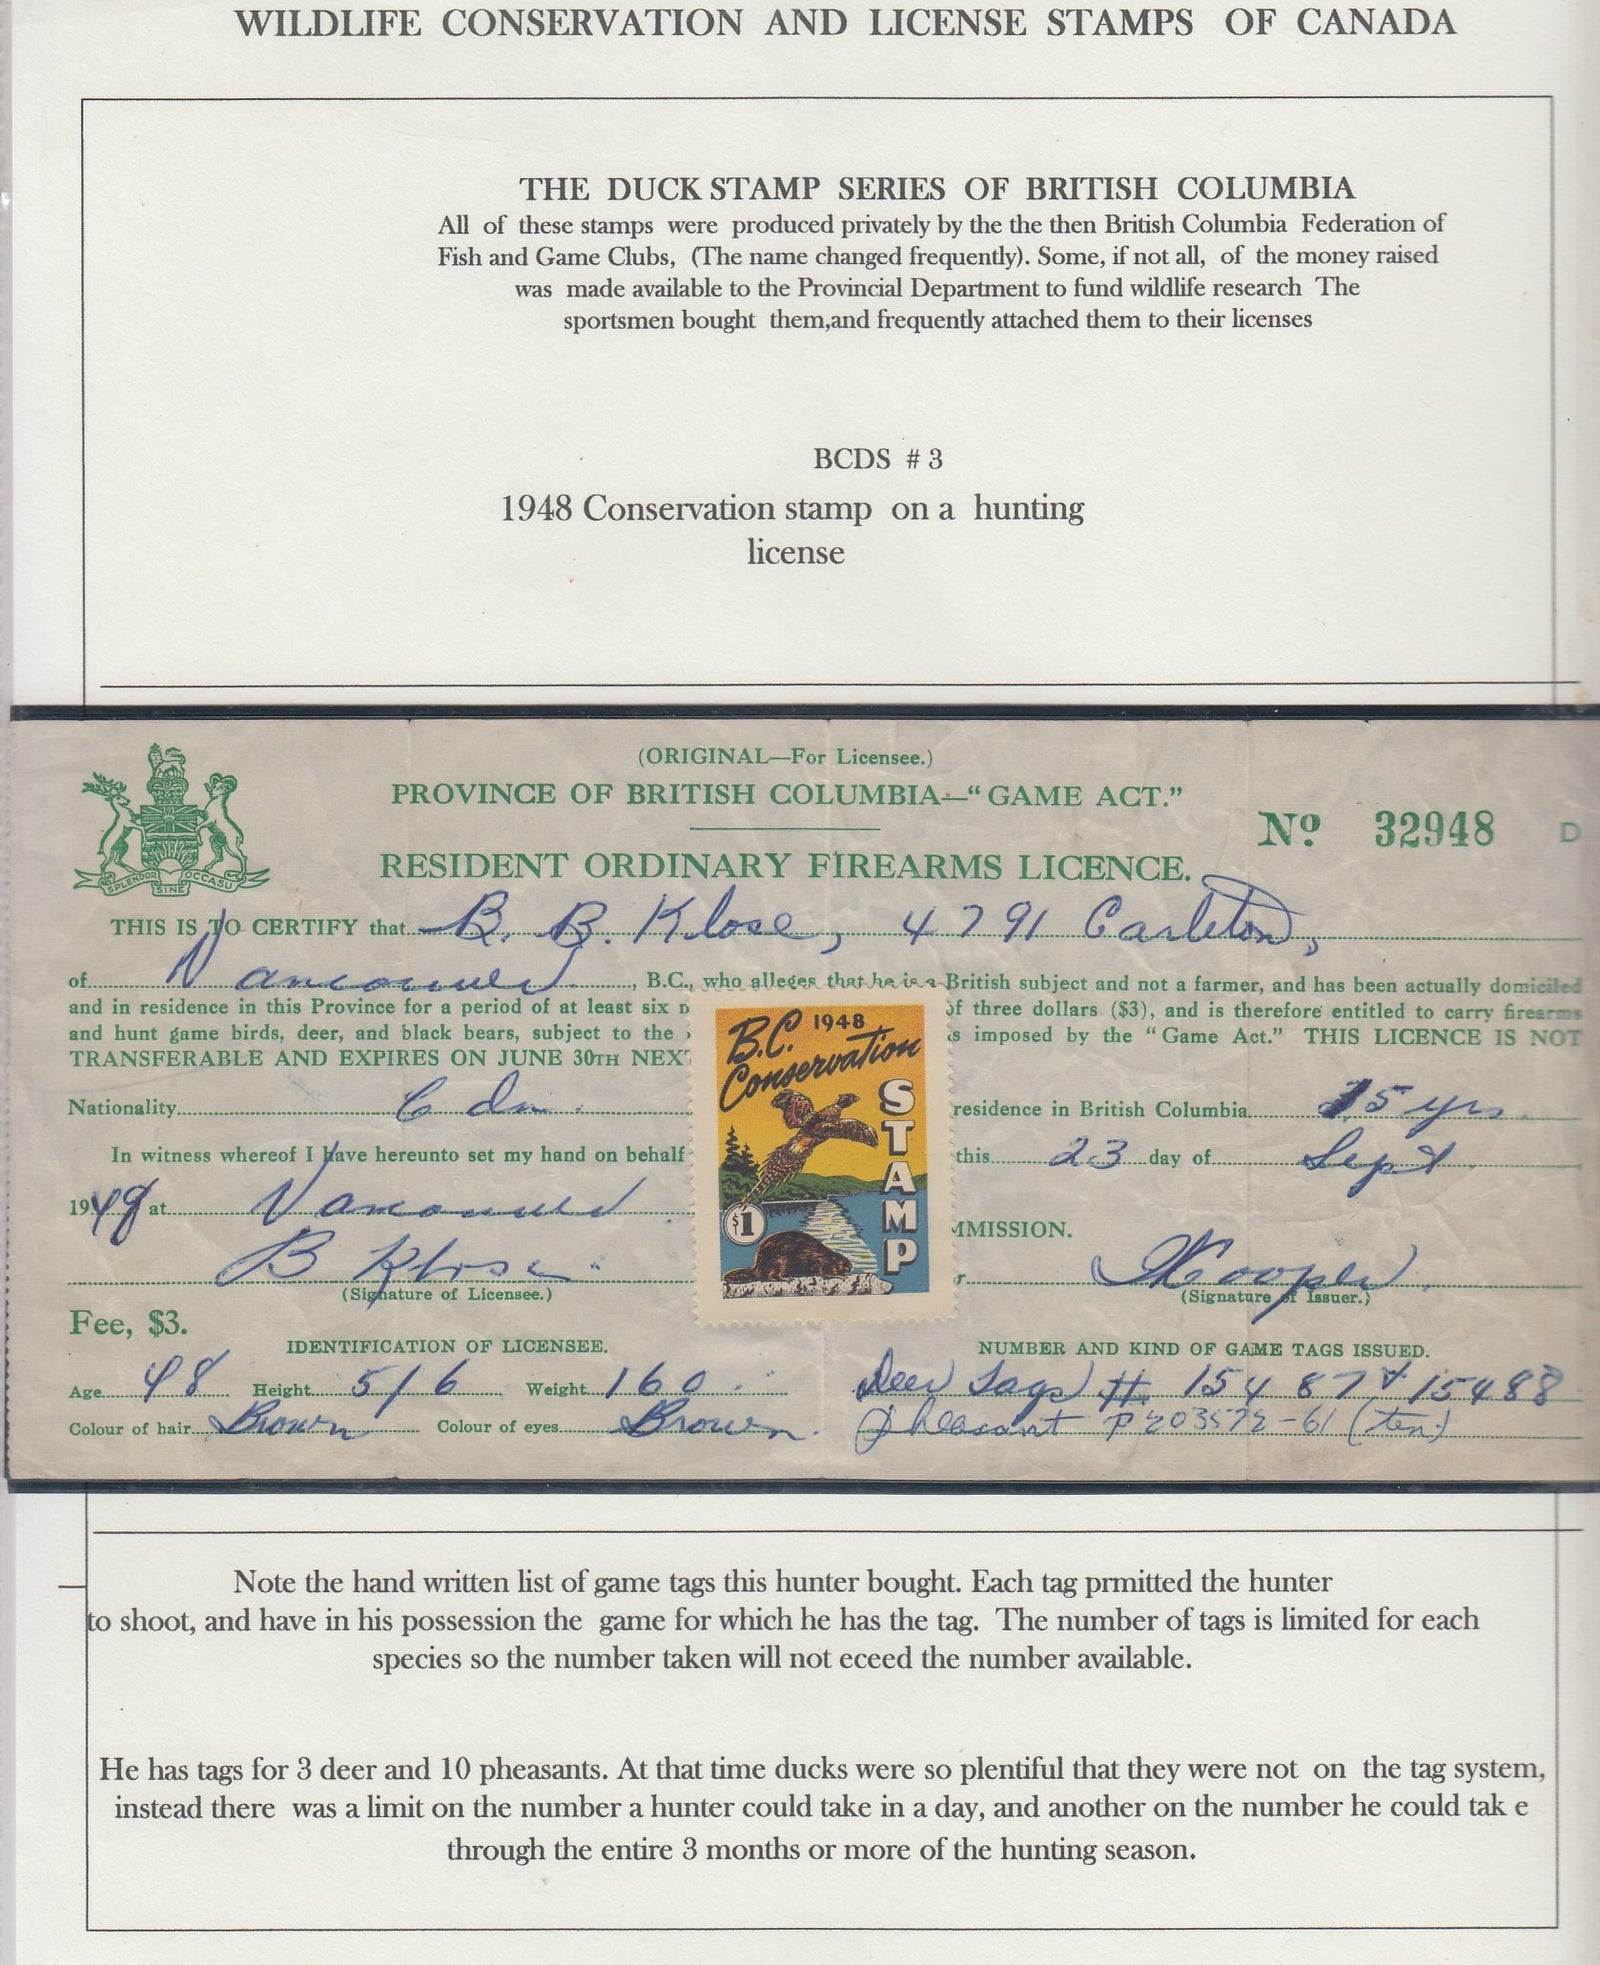 WILDLIFE CONSERVATION AND LICENSE STAMPS OF CANADA
THE DUCK STAMP SERIES OF BRITISH COLUMBIA
All of these stamps were produced privately by the the then British Columbia Federation of
Fish and Game Clubs, (The name changed frequently). Some, if not all, of the money raised
was made available to the Provincial Department to fund wildlife research The
sportsmen bought them,and frequently attached them to their licenses
BCDS # 3
1948 Conservation stamp on a hunting
license
(ORIGINAL—For Licensee.)
PROVINCE OF BRITISH COLUMBIA—"GAME ACT."
No 32948 D
RESIDENT ORDINARY FIREARMS LICENCE.
SPLENDOR SINE OCCASU
THIS IS TO CERTIFY that B. B. Klose, 4791 Carleton,
of Vancouver, B.C., who alleges that he is a British subject and not a farmer, and has been actually domiciled
and in residence in this Province for a period of at least six of three dollars ($3), and is therefore entitled to carry firearms
and hunt game birds, deer, and black bears, subject to the s imposed by the "Game Act." THIS LICENCE IS NOT
TRANSFERABLE AND EXPIRES ON JUNE 30TH NEXT
B.C. 1948
Conservation
STAMP
$1
Nationality Cdn. residence in British Columbia 25 yrs.
In witness whereof I have hereunto set my hand on behalf this 23 day of Sept.
1948 at Vancouver MMISSION.
B Klose. Cooper
(Signature of Licensee.) (Signature of Issuer.)
Fee, $3.
IDENTIFICATION OF LICENSEE. NUMBER AND KIND OF GAME TAGS ISSUED.
Age 48 Height 5/6 Weight 160. Deer Tags #. 15487 & 15488
Colour of hair Brown Colour of eyes Brown. Pheasant P 203572-61 (ten)
Note the hand written list of game tags this hunter bought. Each tag prmitted the hunter
to shoot, and have in his possession the game for which he has the tag. The number of tags is limited for each
species so the number taken will not eceed the number available.
He has tags for 3 deer and 10 pheasants. At that time ducks were so plentiful that they were not on the tag system,
instead there was a limit on the number a hunter could take in a day, and another on the number he could tak e
through the entire 3 months or more of the hunting season.